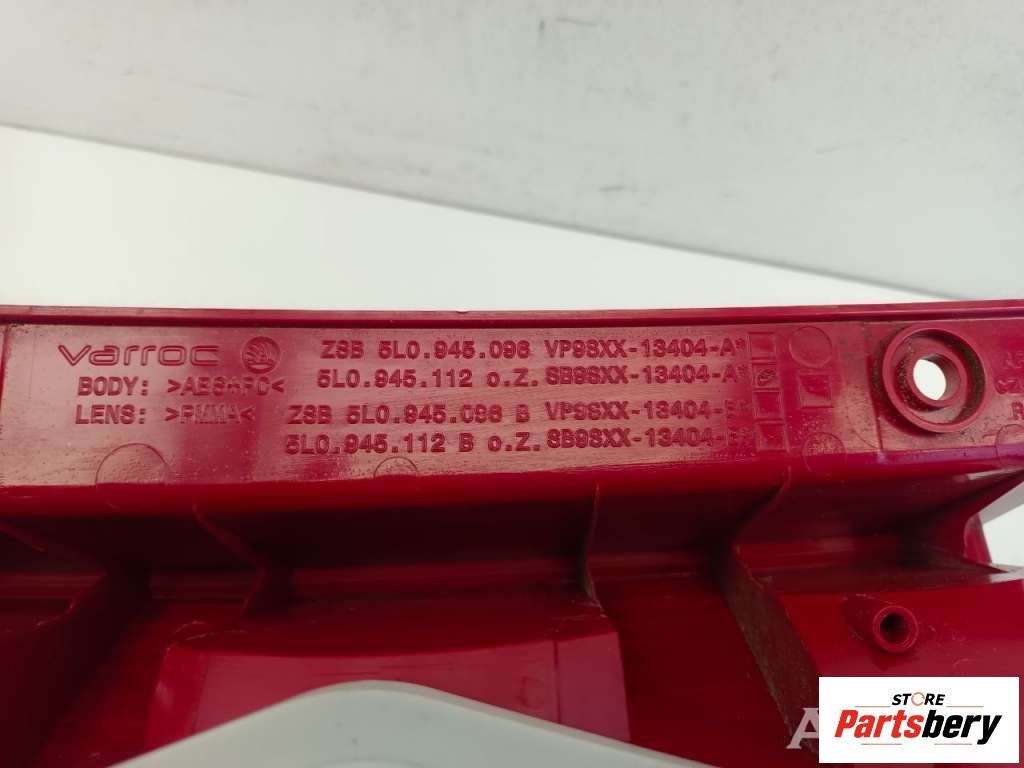 varroc ZSB 5L0.945.096 VP9SXX-13404-A
BODY: >ABS+PC< 5L0.945.112 o.Z. SB9SXX-13404-A
LENS: >PMMA< ZSB 5L0.945.096 B VP9SXX-13404-B
5L0.945.112 B o.Z. SB9SXX-13404-B
STORE
Partsbery